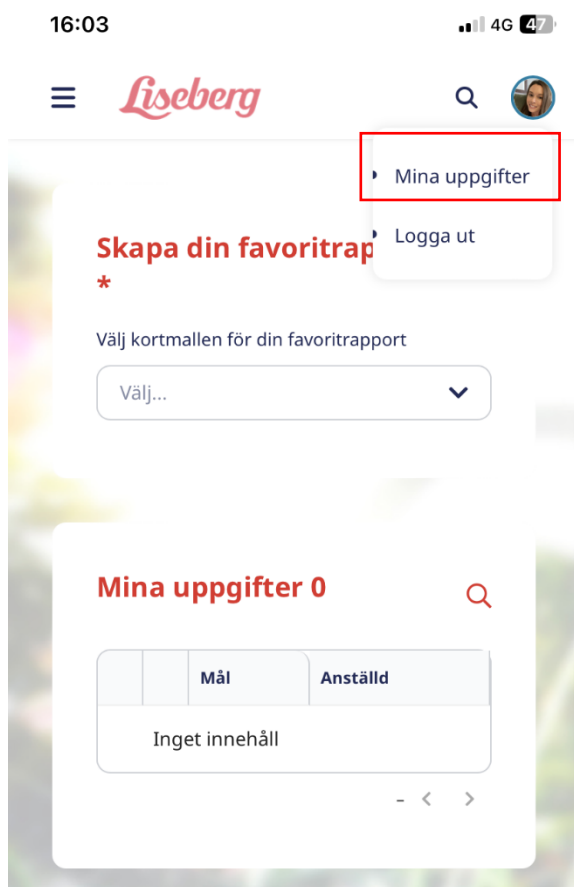 16:03
4G 47
Liseberg
Mina uppgifter
Logga ut
Skapa din favoritrap
*
Välj kortmallen för din favoritrapport
Välj...
Mina uppgifter 0
Mål Anställd
Inget innehåll
-